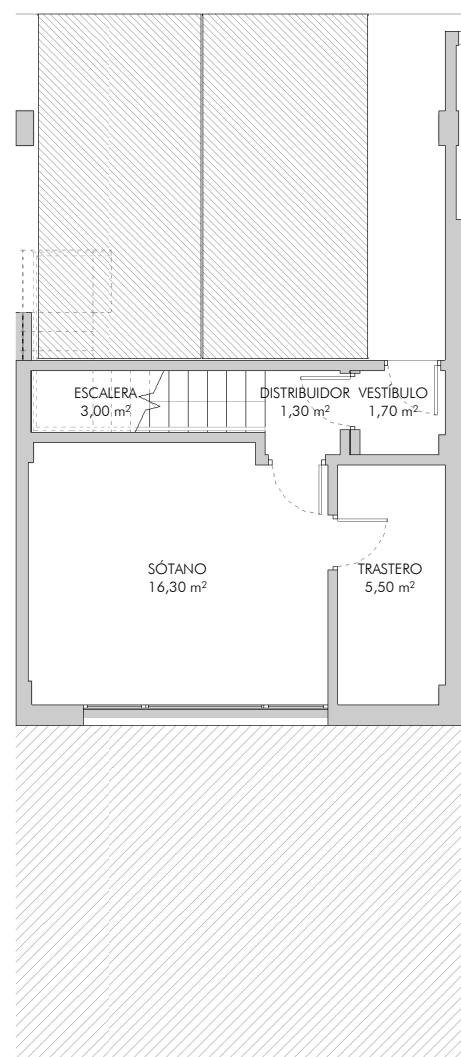 ESCALERA
3,00 m²
DISTRIBUIDOR
1,30 m²
VESTÍBULO
1,70 m²
SÓTANO
16,30 m²
TRASTERO
5,50 m²